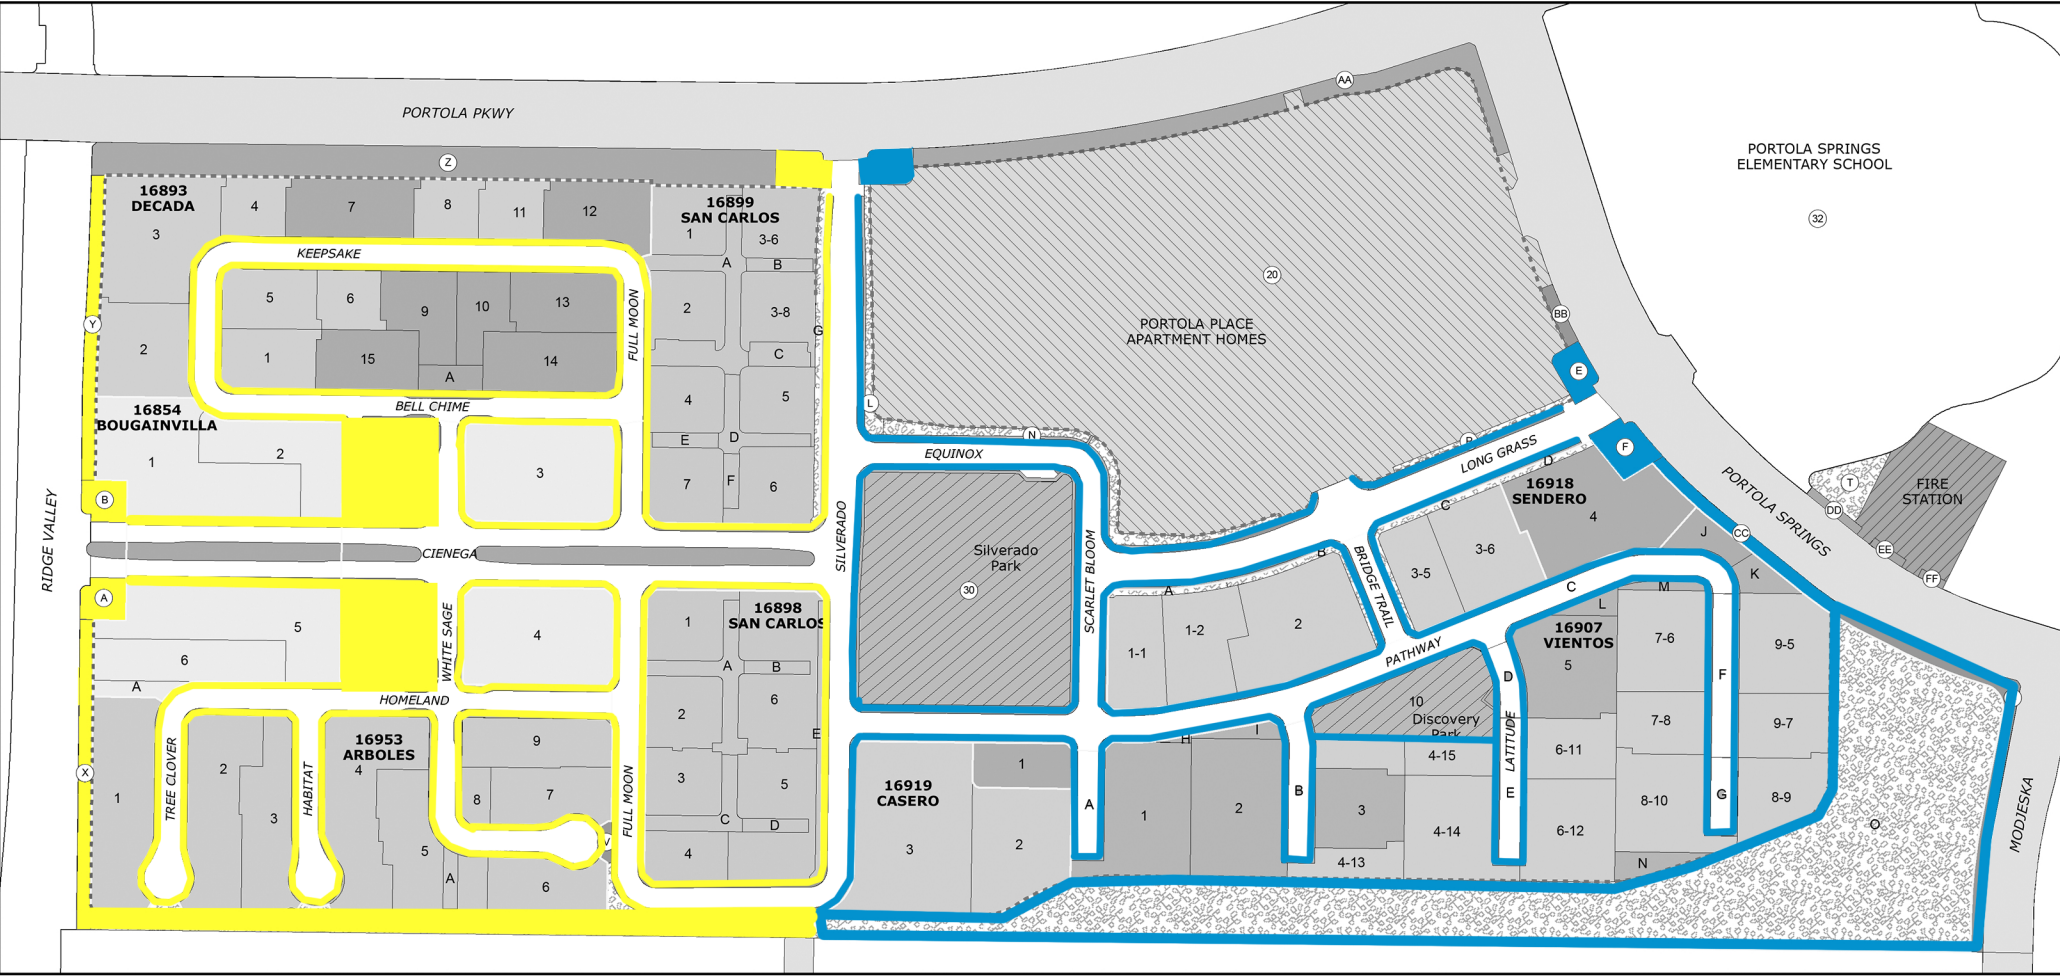 AA
PORTOLA PKWY
PORTOLA SPRINGS
ELEMENTARY SCHOOL
32
Z
16893
DECADA
3
4
7
8
11
12
16899
SAN CARLOS
1
3-6
KEEPSAKE
A
B
5
6
9
10
13
FULL MOON
2
3-8
G
20
PORTOLA PLACE
APARTMENT HOMES
BB
Y
2
1
15
14
A
C
E
BELL CHIME
4
5
L
16854
BOUGAINVILLA
1
2
3
E
D
F
7
6
B
N
EQUINOX
LONG GRASS
D
F
C
16918
SENDERO
4
3-6
3-5
PORTOLA SPRINGS
T
FIRE
STATION
DD
EE
FF
CC
J
K
RIDGE VALLEY
CIENEGA
SILVERADO
Silverado
Park
30
SCARLET BLOOM
B
BRIDGE TRAIL
A
A
5
6
A
WHITE SAGE
4
16898
SAN CARLOS
1
A
B
6
2
E
3
5
C
D
4
1-1
1-2
2
C
M
L
16907
VIENTOS
5
7-6
9-5
PATHWAY
D
F
HOMELAND
10
Discovery
Park
LATITUDE
7-8
9-7
H
I
4-15
6-11
16953
ARBOLES
TREE CLOVER
HABITAT
FULL MOON
X
1
2
3
4
5
A
9
8
7
V
6
16919
CASERO
1
3
2
A
1
2
B
3
4-14
4-13
E
6-12
8-10
G
8-9
N
O
MODJESKA